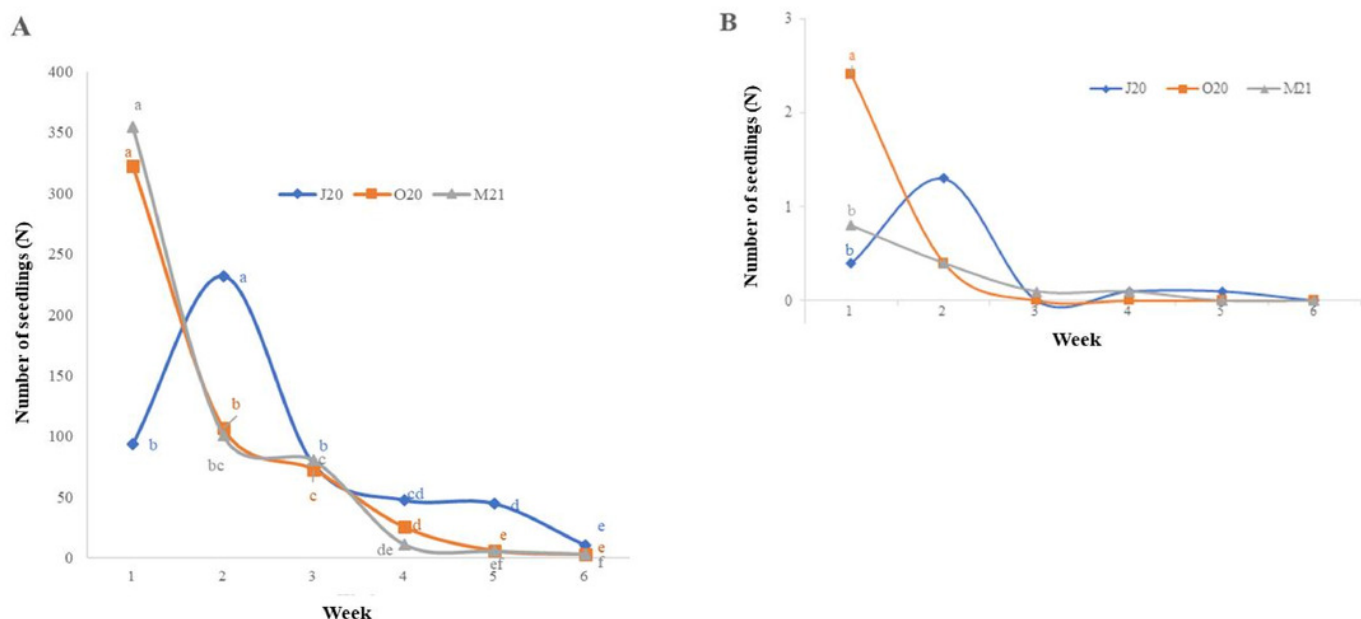 A
Number of seedlings (N)
400
350
300
250
200
150
100
50
0
a
a
b
a
b
bc
b
c
c
cd
d
de
d
e
ef
e
e
f
J20 O20 M21
1 2 3 4 5 6
Week
B
Number of seedlings (N)
3
2
1
0
a
b
b
J20 O20 M21
1 2 3 4 5 6
Week